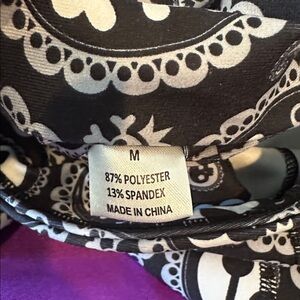 M
87% POLYESTER
13% SPANDEX
MADE IN CHINA